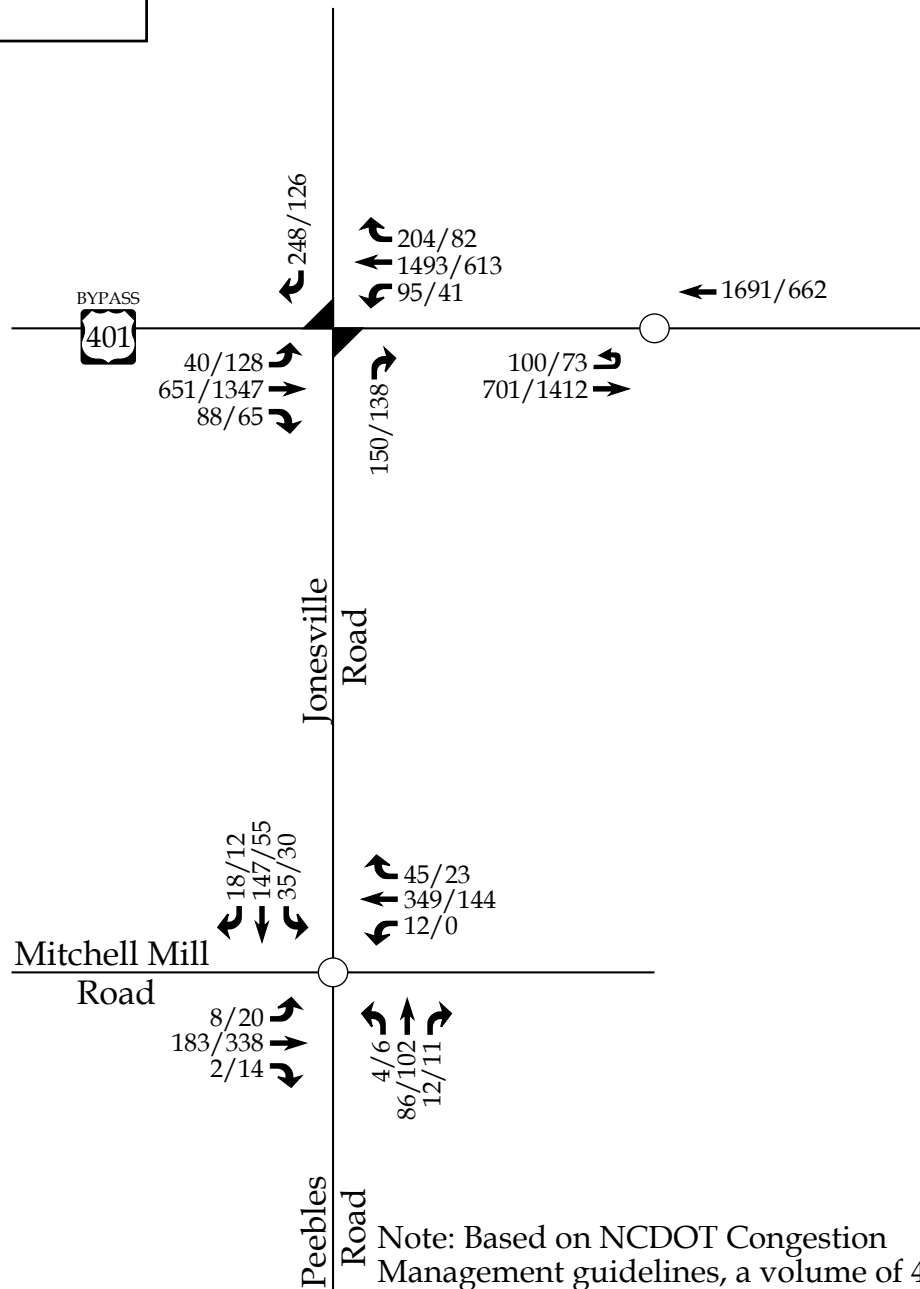 248/126
204/82
1493/613
95/41
1691/662
BYPASS
401
40/128
651/1347
88/65
150/138
100/73
701/1412
Jonesville
Road
18/12
147/55
35/30
45/23
349/144
12/0
Mitchell Mill
Road
8/20
183/338
2/14
4/6
86/102
12/11
Peebles
Road
Note: Based on NCDOT Congestion
Management guidelines, a volume of 4